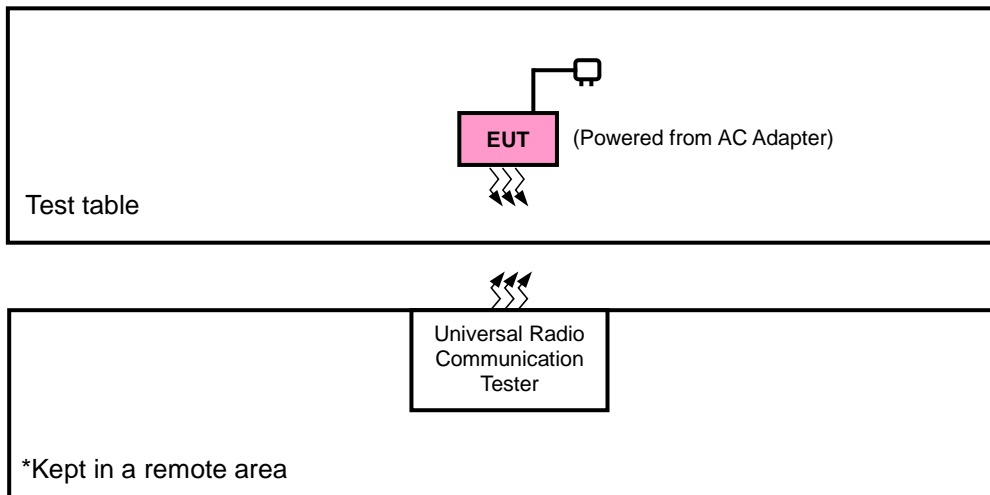 EUT
(Powered from AC Adapter)
Test table
Universal Radio
Communication
Tester
*Kept in a remote area